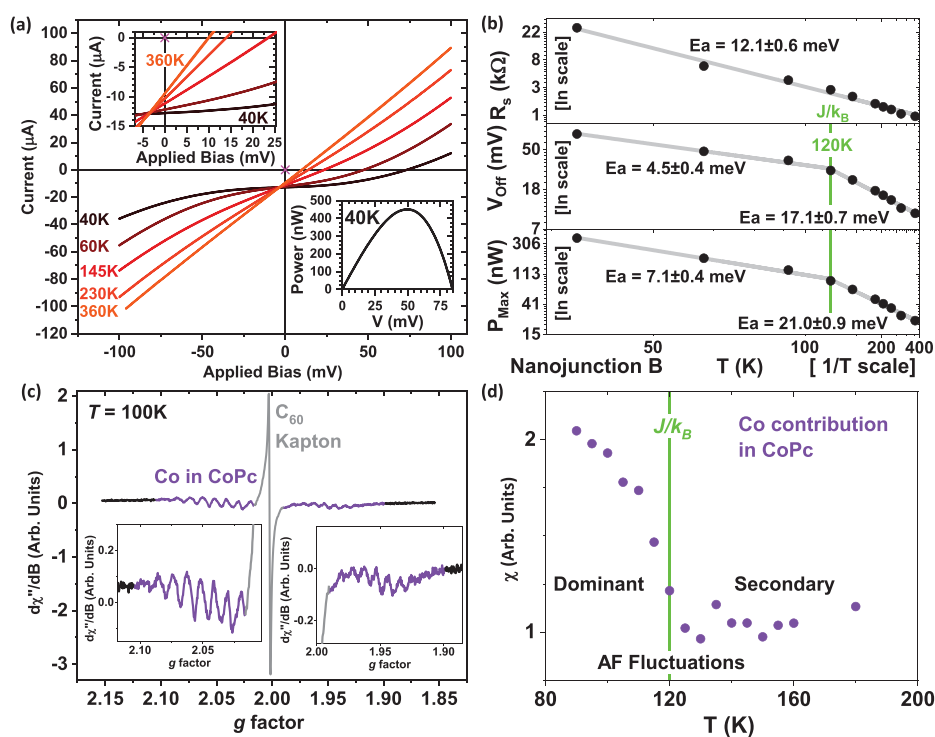 (a)
100
80
60
40
20
0
-20
-40
-60
-80
-100
-120
Current (μA)
-100
-50
0
50
100
Applied Bias (mV)
40K
60K
145K
230K
360K
0
-5
-10
-15
Current (μA)
360K
40K
-5 0 5 10 15 20 25
Applied Bias (mV)
500
400
300
200
100
0
Power (nW)
40K
0
50
V (mV)
(b)
22
8
3
1
R_s (kΩ)
[ln scale]
Ea = 12.1±0.6 meV
J/k_B
120K
50
18
7
V_Off (mV)
[ln scale]
Ea = 4.5±0.4 meV
Ea = 17.1±0.7 meV
306
113
41
15
P_Max (nW)
[ln scale]
Ea = 7.1±0.4 meV
Ea = 21.0±0.9 meV
50
100
200
400
Nanojunction B
T (K)
[ 1/T scale]
(c)
T = 100K
2
1
0
-1
-2
-3
dχ"/dB (Arb. Units)
C60
Kapton
Co in CoPc
2.15 2.10 2.05 2.00 1.95 1.90 1.85
g factor
0.2
0.0
dχ"/dB (Arb. Units)
2.10
2.05
g factor
0.0
-0.2
dχ"/dB (Arb. Units)
2.00
1.95
1.90
g factor
(d)
2
1
χ (Arb. Units)
J/k_B
Co contribution
in CoPc
Dominant
Secondary
AF Fluctuations
80
120
160
200
T (K)